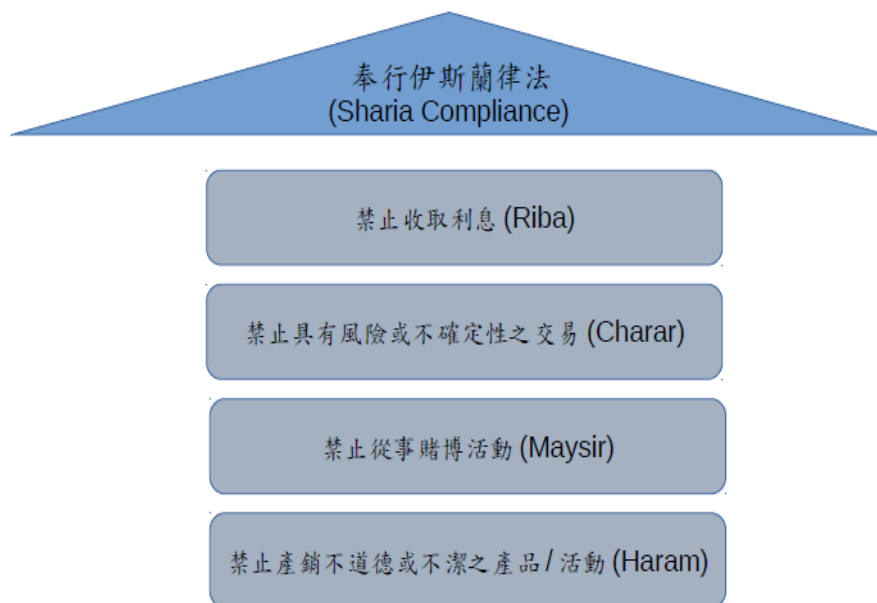 奉行伊斯蘭律法
(Sharia Compliance)
禁止收取利息 (Riba)
禁止具有風險或不確定性之交易 (Charar)
禁止從事賭博活動 (Maysir)
禁止產銷不道德或不潔之產品 / 活動 (Haram)